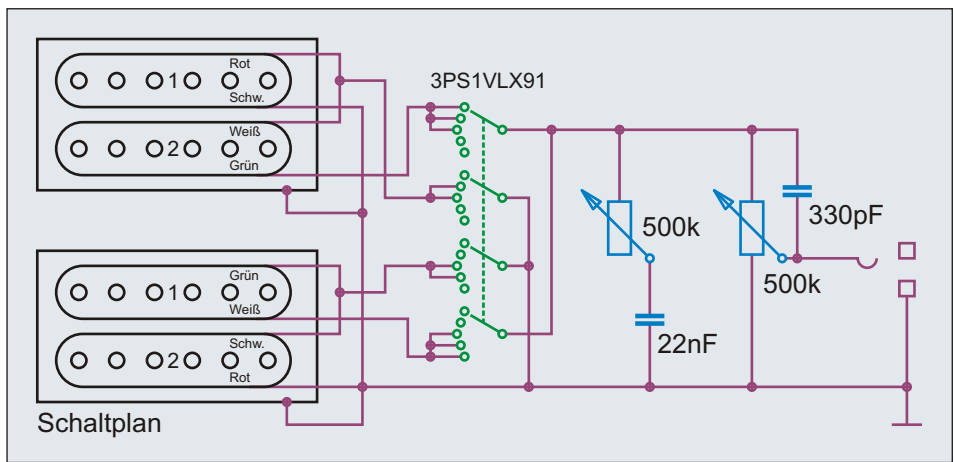 Rot
1
Schw.
Weiß
2
Grün
3PS1VLX91
Grün
1
Weiß
Schw.
2
Rot
500k
22nF
500k
330pF
Schaltplan